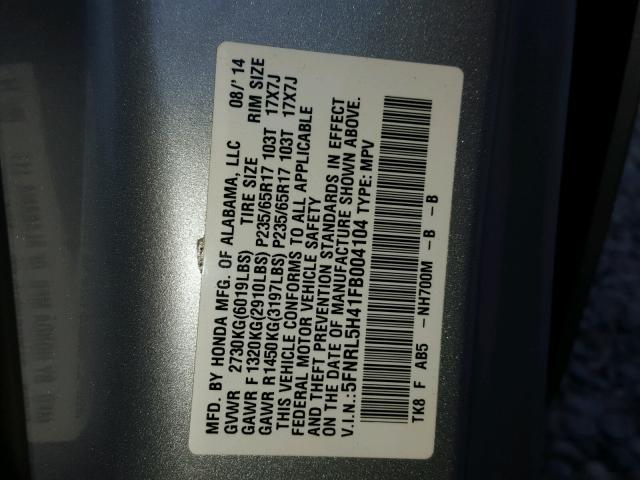 MFD. BY HONDA MFG. OF ALABAMA, LLC 08/' 14
GVWR 2730KG(6019LBS) TIRE SIZE RIM SIZE
GAWR F 1320KG(2910LBS) P235/65R17 103T 17X7J
GAWR R1450KG(3197LBS) P235/65R17 103T 17X7J
THIS VEHICLE CONFORMS TO ALL APPLICABLE
FEDERAL MOTOR VEHICLE SAFETY
AND THEFT PREVENTION STANDARDS IN EFFECT
ON THE DATE OF MANUFACTURE SHOWN ABOVE.
V.I.N.:5FNRL5H41FB004104 TYPE: MPV
TK8 F AB5 -NH700M -B -B